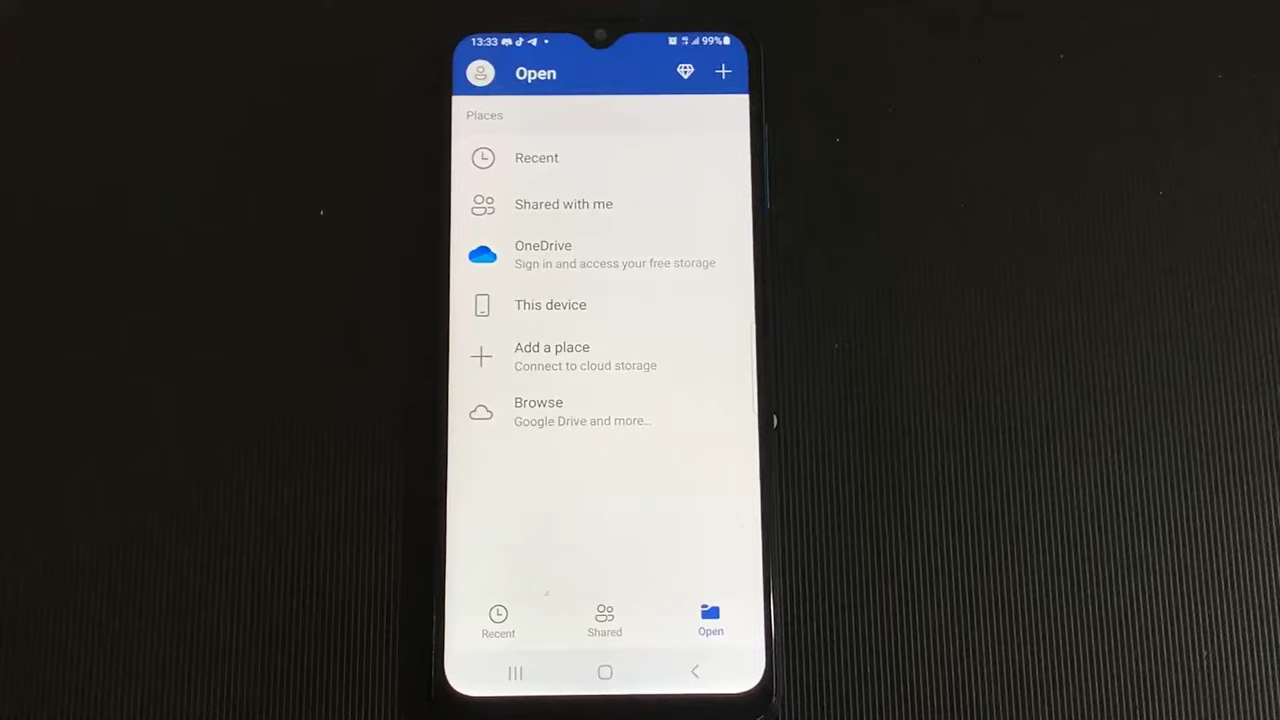 13:33 99%
Open
Places
Recent
Shared with me
OneDrive
Sign in and access your free storage
This device
Add a place
Connect to cloud storage
Browse
Google Drive and more...
Recent Shared Open